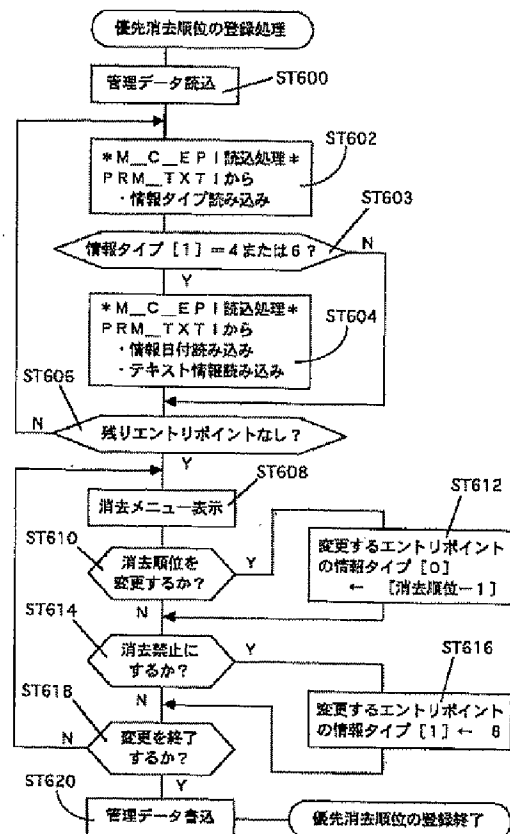 優先消去順位の登録処理
管理データ読込
ST600
*M__C__EPI読込処理*
PRM__TXTIから
・情報タイプ読み込み
ST602
情報タイプ［1］＝4または6？
ST603
N
Y
*M__C__EPI読込処理*
PRM__TXTIから
・情報日付読み込み
・テキスト情報読み込み
ST604
ST606
残りエントリポイントなし？
N
Y
消去メニュー表示
ST608
ST610
消去順位を
変更するか？
Y
N
ST612
変更するエントリポイント
の情報タイプ［0］
← ［消去順位－1］
ST614
消去禁止に
するか？
Y
N
ST616
変更するエントリポイント
の情報タイプ［1］← 6
ST618
変更を終了
するか？
N
Y
ST620
管理データ書込
優先消去順位の登録終了